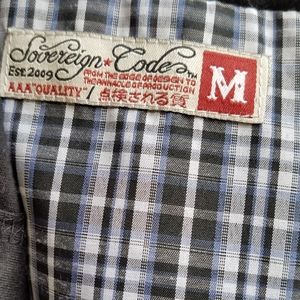 Sovereign★Code™
EST.2009 FROM THE EDGE OF DESIGN TO
THE PINNACLE OF PRODUCTION
AAA "QUALITY" / 点検される質
M